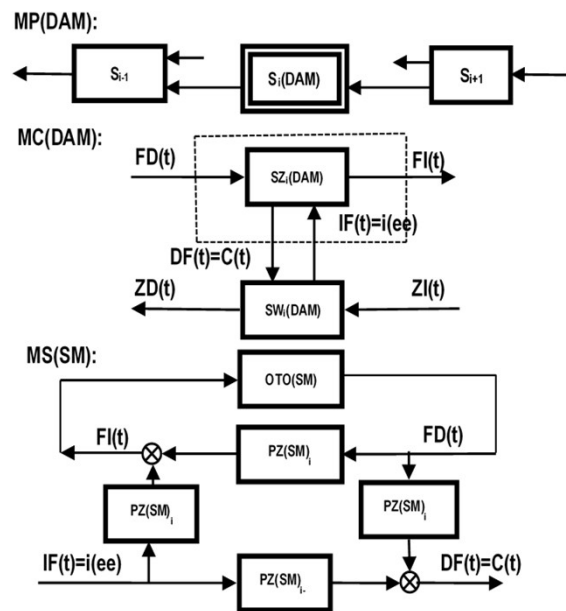 MP(DAM):
Si-1
Si(DAM)
Si+1
MC(DAM):
FD(t)
SZi(DAM)
FI(t)
IF(t)=i(ee)
DF(t)=C(t)
ZD(t)
SWi(DAM)
ZI(t)
MS(SM):
OTO(SM)
FI(t)
PZ(SM)i
FD(t)
PZ(SM)i
PZ(SM)i
IF(t)=i(ee)
PZ(SM)i-
DF(t)=C(t)